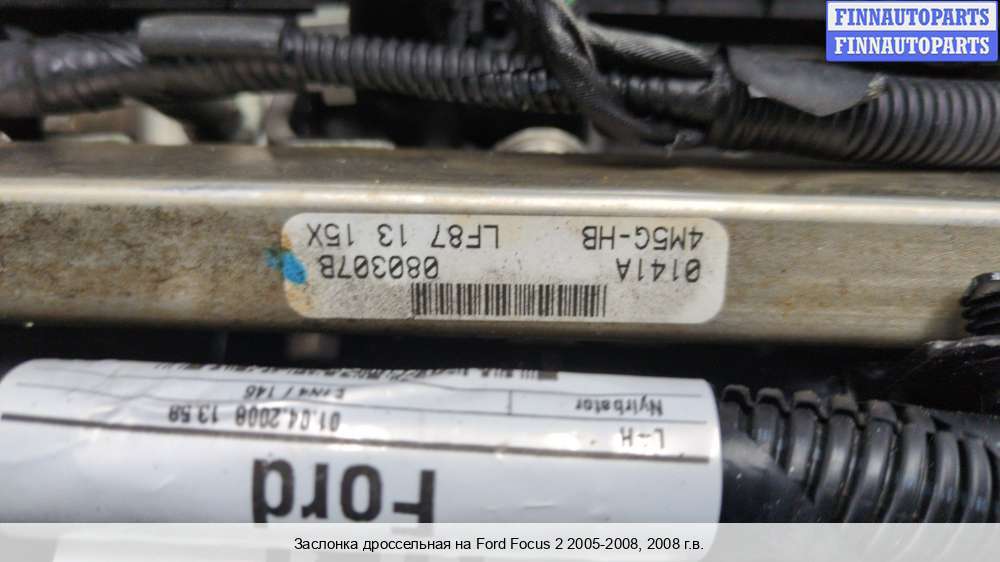 FINNAUTOPARTS
FINNAUTOPARTS
0141A 080307B
4M5G-HB LF87 13 15X
Ford
L-H 01.04.2008 13.58
Nyirbator
Заслонка дроссельная на Ford Focus 2 2005-2008, 2008 г.в.